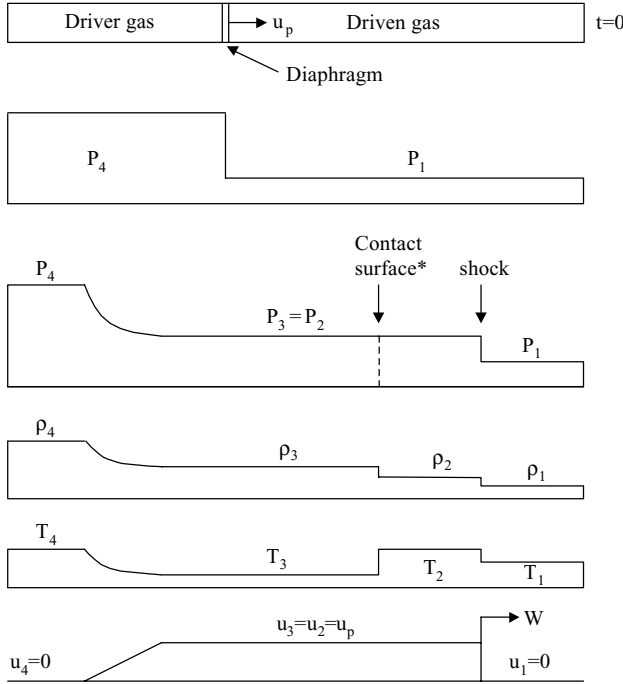 Driver gas u_p Driven gas t=0
Diaphragm
P_4 P_1
Contact
surface* shock
P_4
P_3 = P_2
P_1
ρ_4 ρ_3 ρ_2 ρ_1
T_4 T_3 T_2 T_1
u_3=u_2=u_p W
u_4=0 u_1=0